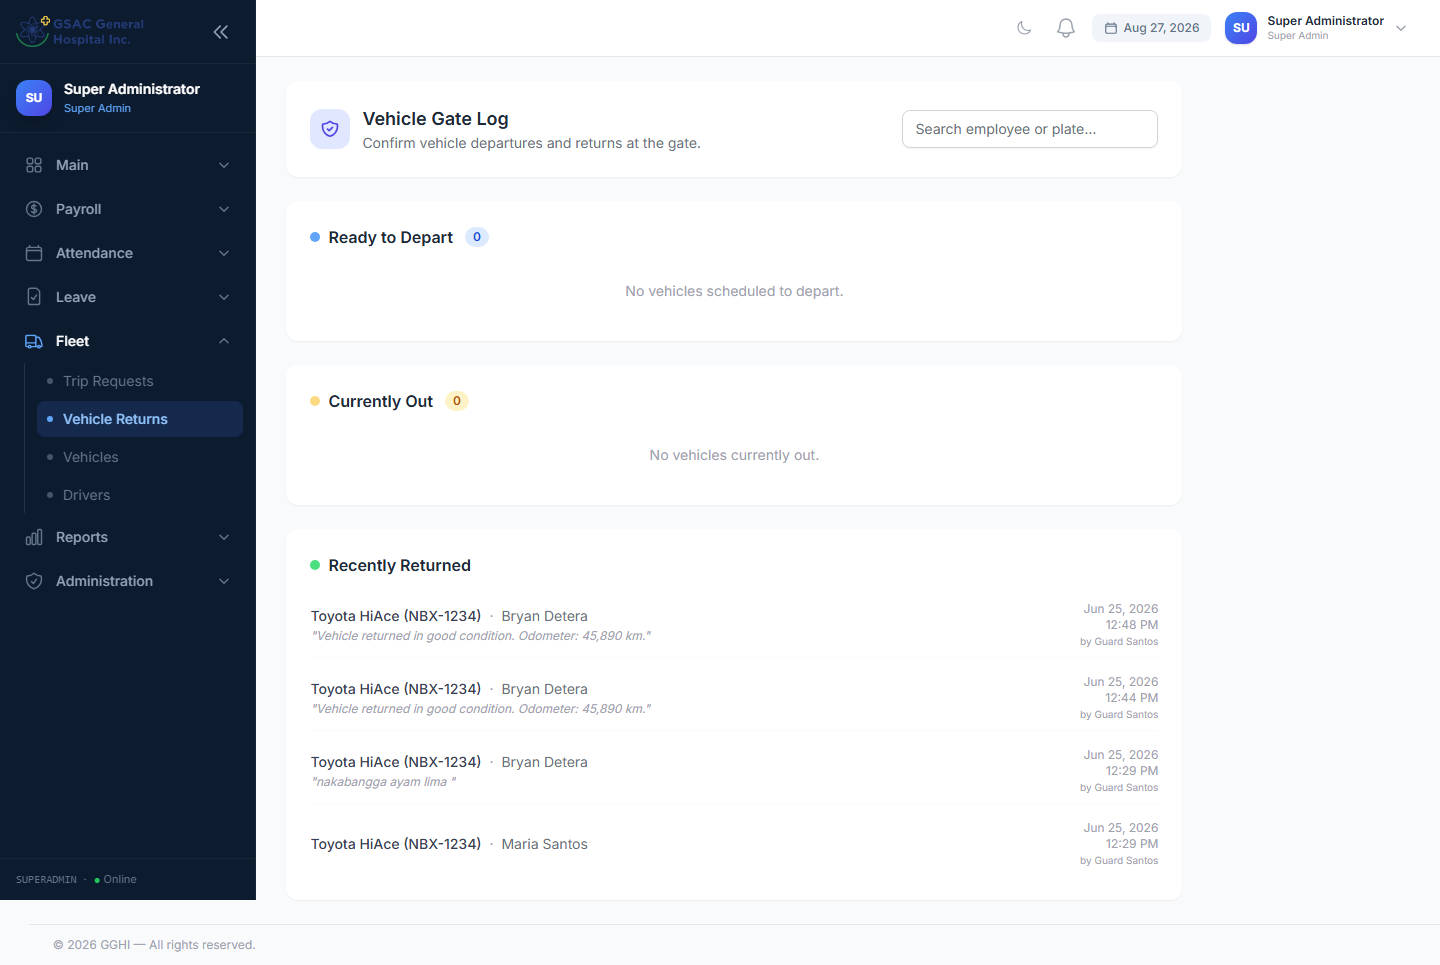 GSAC General
Hospital Inc.
SU
Super Administrator
Super Admin
Main
Payroll
Attendance
Leave
Fleet
Trip Requests
Vehicle Returns
Vehicles
Drivers
Reports
Administration
SUPERADMIN · Online
Aug 27, 2026
SU
Super Administrator
Super Admin
Vehicle Gate Log
Confirm vehicle departures and returns at the gate.
Search employee or plate...
Ready to Depart 0
No vehicles scheduled to depart.
Currently Out 0
No vehicles currently out.
Recently Returned
Toyota HiAce (NBX-1234) · Bryan Detera
"Vehicle returned in good condition. Odometer: 45,890 km."
Jun 25, 2026
12:48 PM
by Guard Santos
Toyota HiAce (NBX-1234) · Bryan Detera
"Vehicle returned in good condition. Odometer: 45,890 km."
Jun 25, 2026
12:44 PM
by Guard Santos
Toyota HiAce (NBX-1234) · Bryan Detera
"nakabangga ayam lima "
Jun 25, 2026
12:29 PM
by Guard Santos
Toyota HiAce (NBX-1234) · Maria Santos
Jun 25, 2026
12:29 PM
by Guard Santos
© 2026 GGHI — All rights reserved.